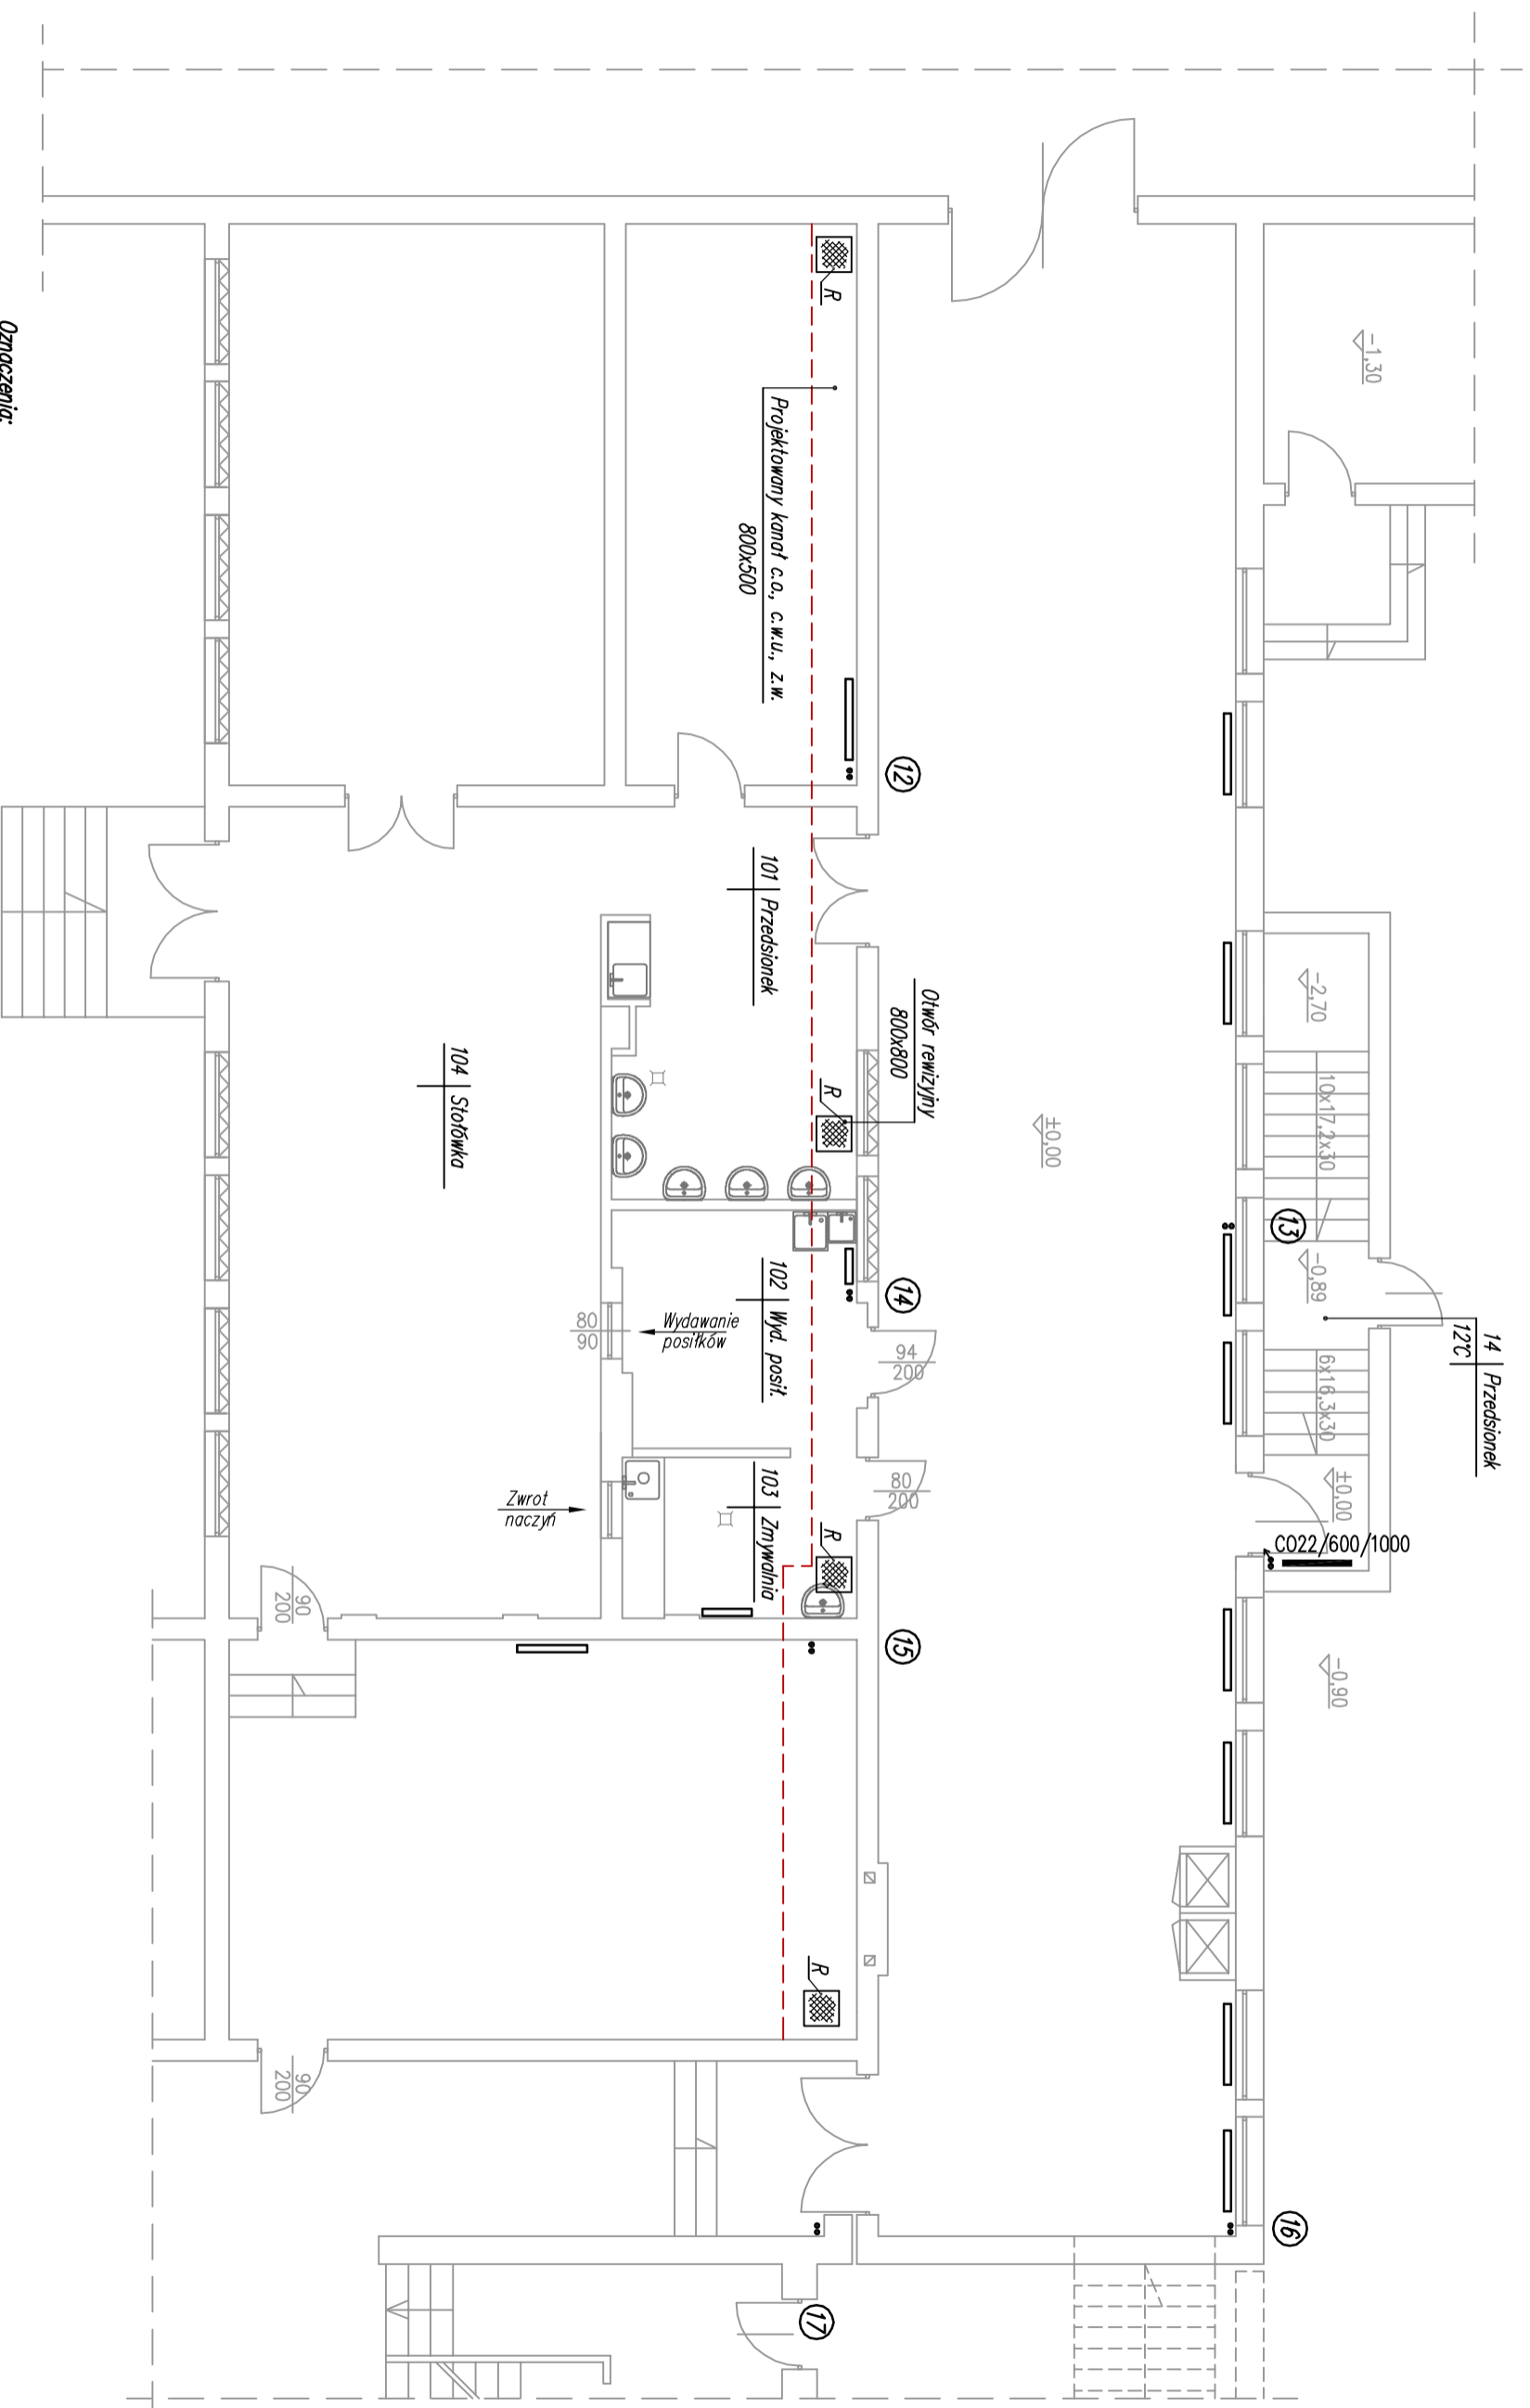 -1,30
R
Projektowany kanał c.o., c.w.u., z.w.
800x500
Oznaczenia:
12
101 Przedsionek
Otwór rewizyjny
800x800
R
-2,70
10x17,2x30
±0,00
104 Stołówka
13
-0,89
14 Przedsionek
12°C
14
102 Wyd. posił.
Wydawanie
posiłków
80
90
94
200
6x16,3x30
±0,00
CO22/600/1000
80
200
103 Zmywalnia
R
Zwrot
naczyń
90
200
15
-0,90
R
90
200
16
17